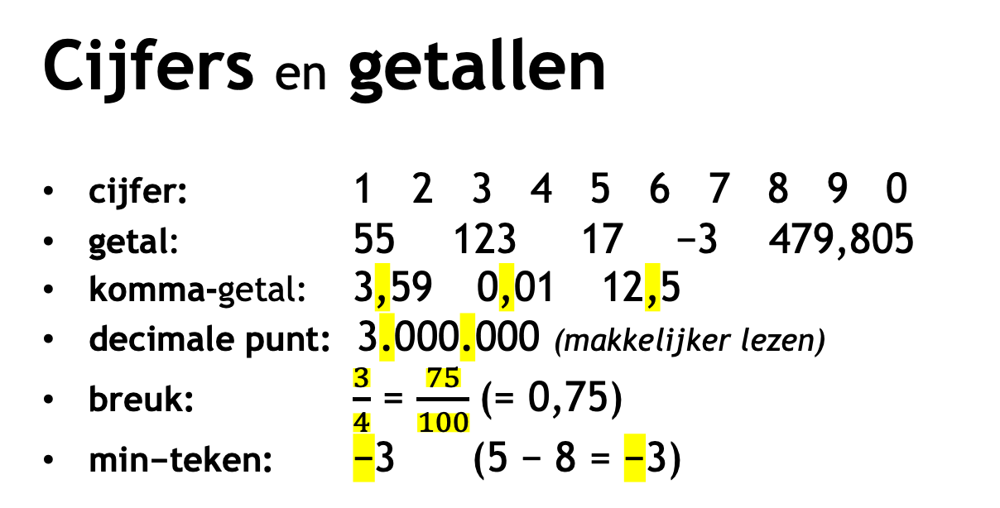 Cijfers en getallen
• cijfer: 1 2 3 4 5 6 7 8 9 0
• getal: 55 123 17 −3 479,805
• komma-getal: 3,59 0,01 12,5
• decimale punt: 3.000.000 (makkelijker lezen)
• breuk: 3/4 = 75/100 (= 0,75)
• min−teken: −3 (5 − 8 = −3)